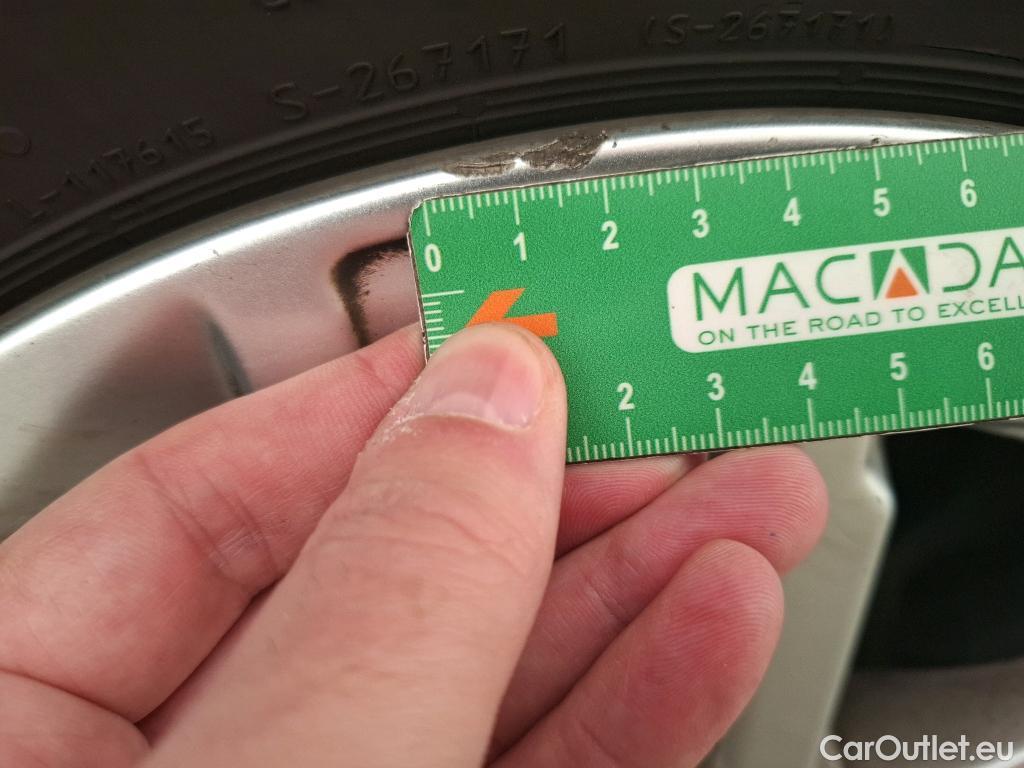 S-267171
(S-267171)
L-117615
0 1 2 3 4 5 6
MACADA
ON THE ROAD TO EXCELL
2 3 4 5 6
CarOutlet.eu